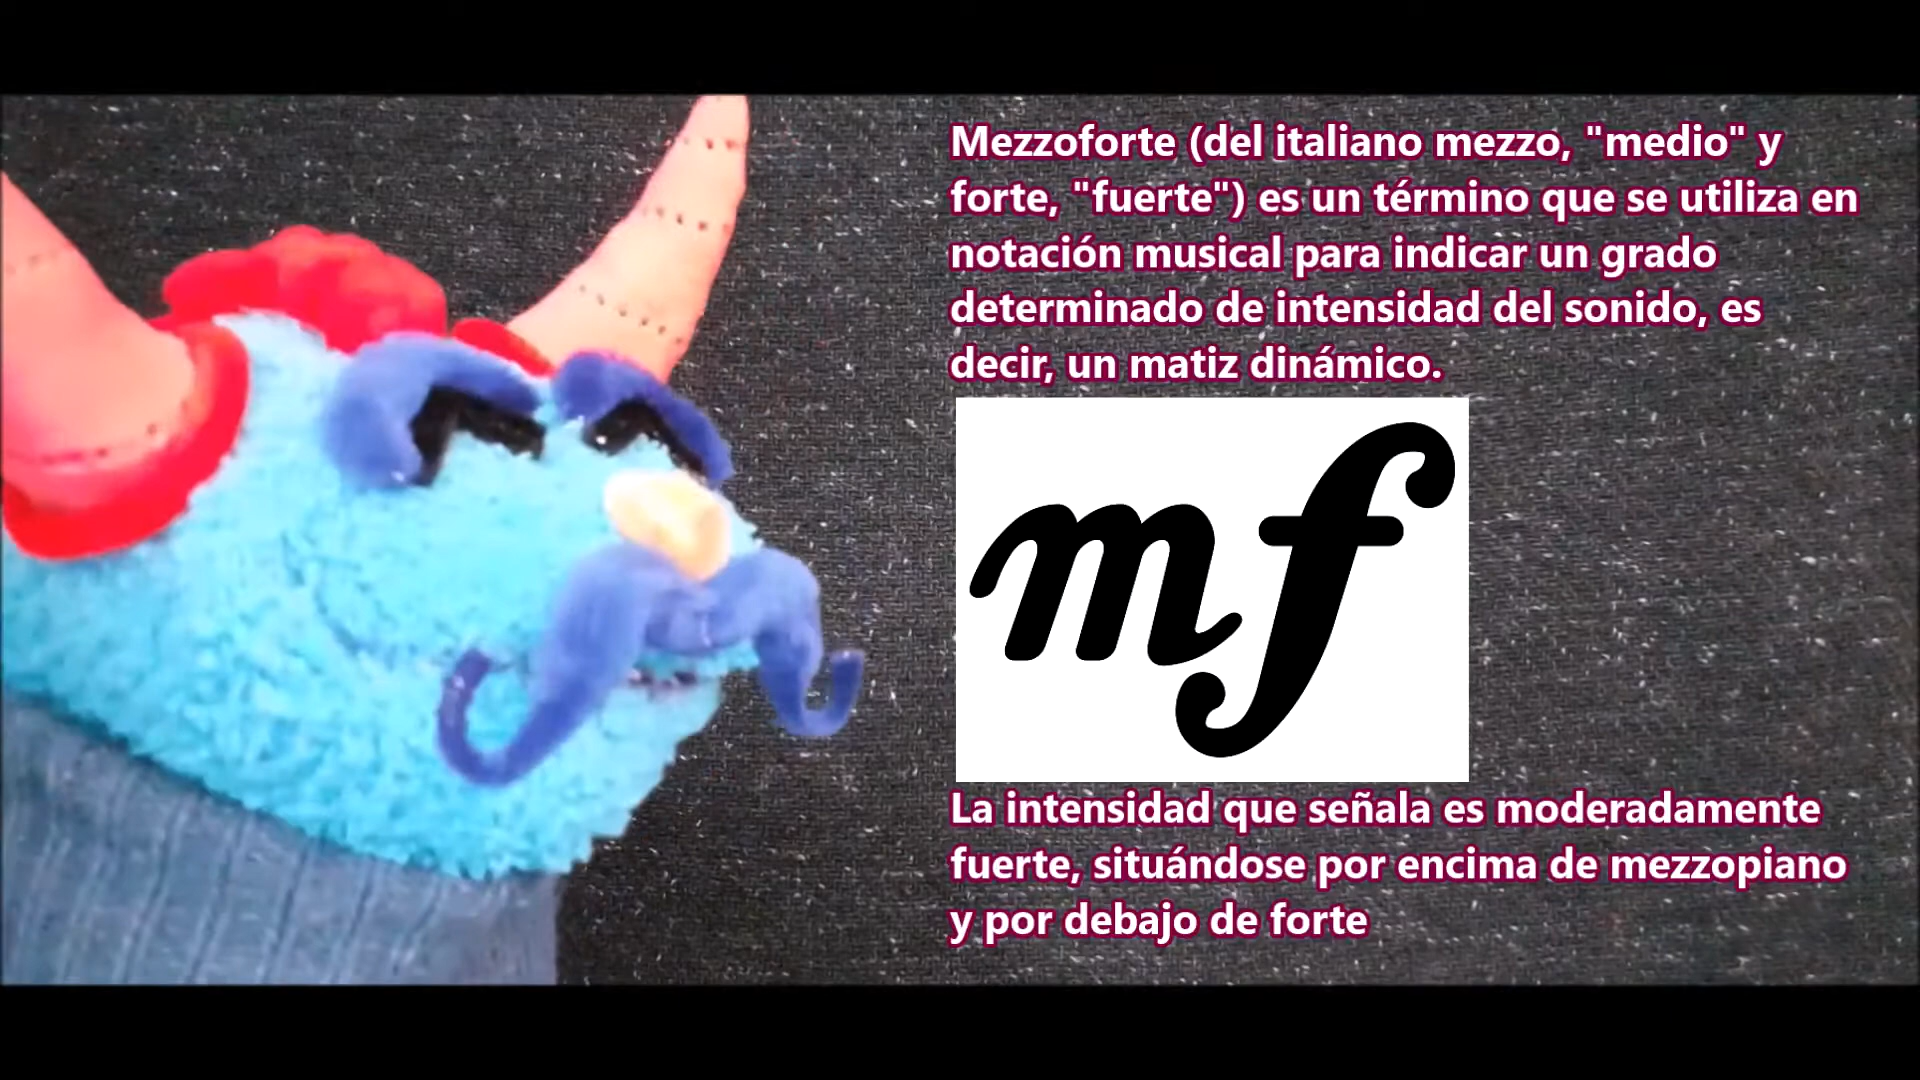 Mezzoforte (del italiano mezzo, "medio" y
forte, "fuerte") es un término que se utiliza en
notación musical para indicar un grado
determinado de intensidad del sonido, es
decir, un matiz dinámico.
mf
La intensidad que señala es moderadamente
fuerte, situándose por encima de mezzopiano
y por debajo de forte